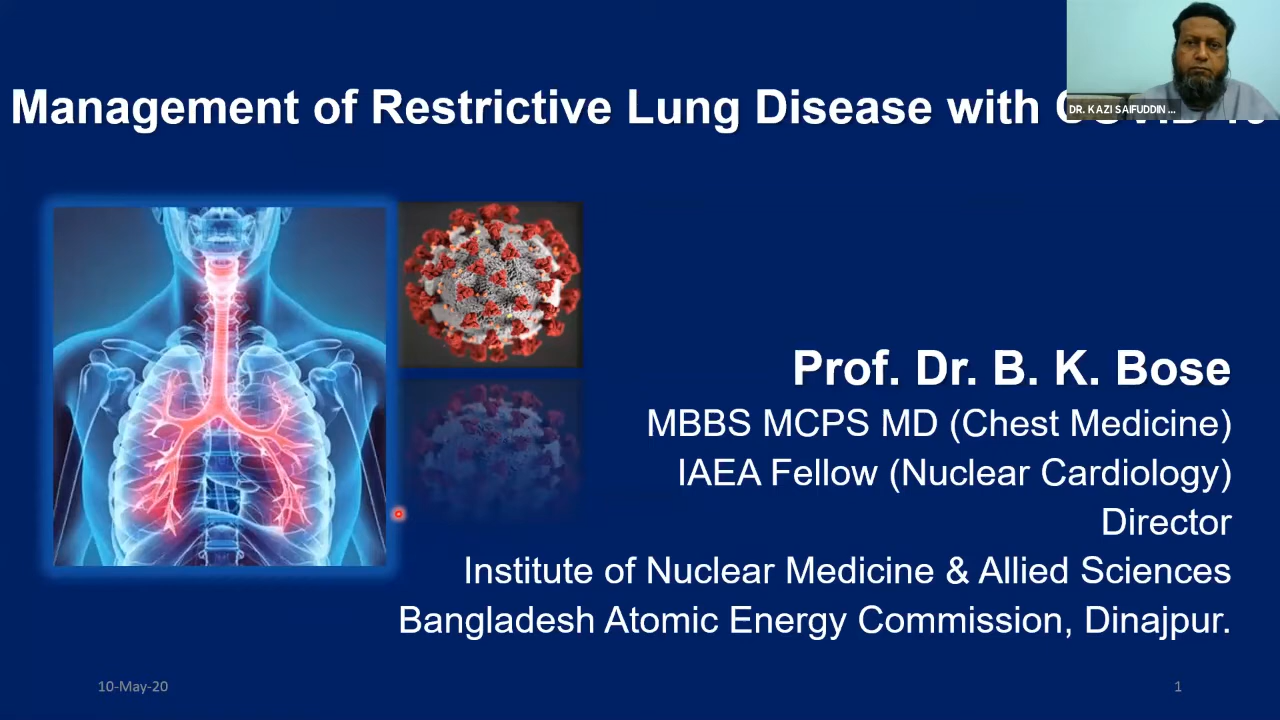 Management of Restrictive Lung Disease with
DR. KAZI SAIFUDDIN ...
Prof. Dr. B. K. Bose
MBBS MCPS MD (Chest Medicine)
IAEA Fellow (Nuclear Cardiology)
Director
Institute of Nuclear Medicine & Allied Sciences
Bangladesh Atomic Energy Commission, Dinajpur.
10-May-20
1